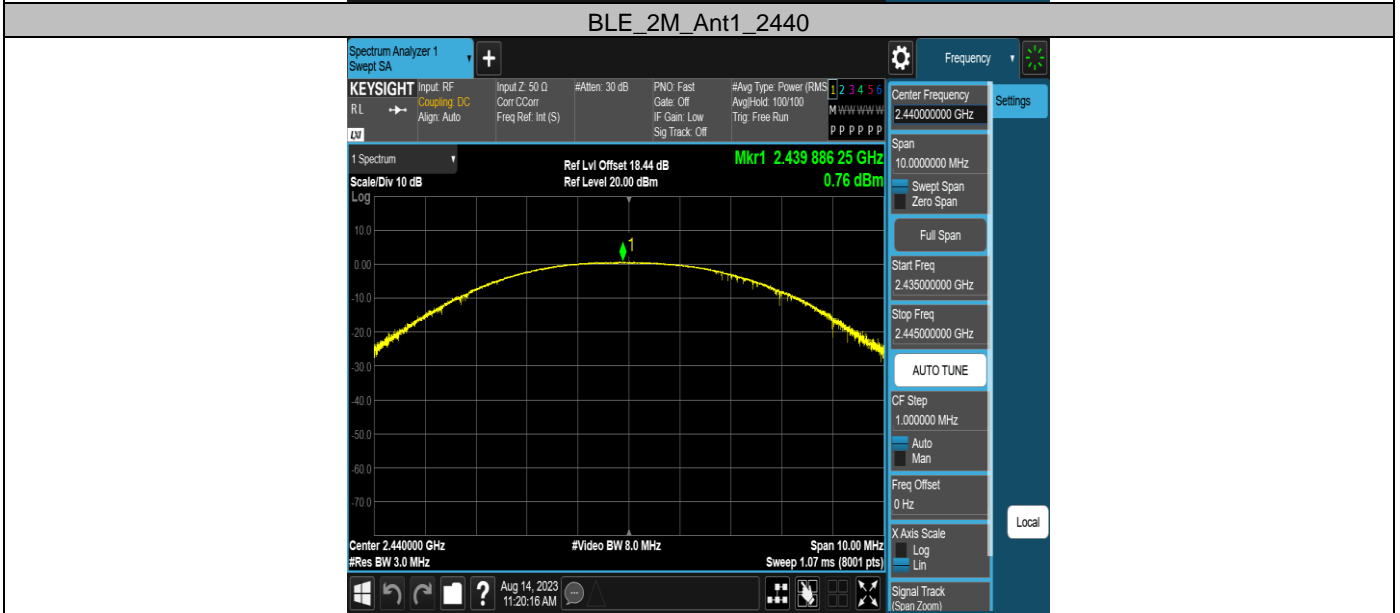 BLE_2M_Ant1_2440
Spectrum Analyzer 1
Swept SA
Frequency
KEYSIGHT
RL
LXI
Input: RF
Coupling: DC
Align: Auto
Input Z: 50 Ω
Corr CCorr
Freq Ref: Int (S)
#Atten: 30 dB
PNO: Fast
Gate: Off
IF Gain: Low
Sig Track: Off
#Avg Type: Power (RMS
Avg|Hold: 100/100
Trig: Free Run
1 2 3 4 5 6
M W W W W W
P P P P P P
1 Spectrum
Scale/Div 10 dB
Log
Ref Lvl Offset 18.44 dB
Ref Level 20.00 dBm
Mkr1 2.439 886 25 GHz
0.76 dBm
1
10.0
0.00
-10.0
-20.0
-30.0
-40.0
-50.0
-60.0
-70.0
Center 2.440000 GHz
#Res BW 3.0 MHz
#Video BW 8.0 MHz
Span 10.00 MHz
Sweep 1.07 ms (8001 pts)
Aug 14, 2023
11:20:16 AM
Center Frequency
2.440000000 GHz
Settings
Span
10.0000000 MHz
Swept Span
Zero Span
Full Span
Start Freq
2.435000000 GHz
Stop Freq
2.445000000 GHz
AUTO TUNE
CF Step
1.000000 MHz
Auto
Man
Freq Offset
0 Hz
X Axis Scale
Log
Lin
Local
Signal Track
(Span Zoom)